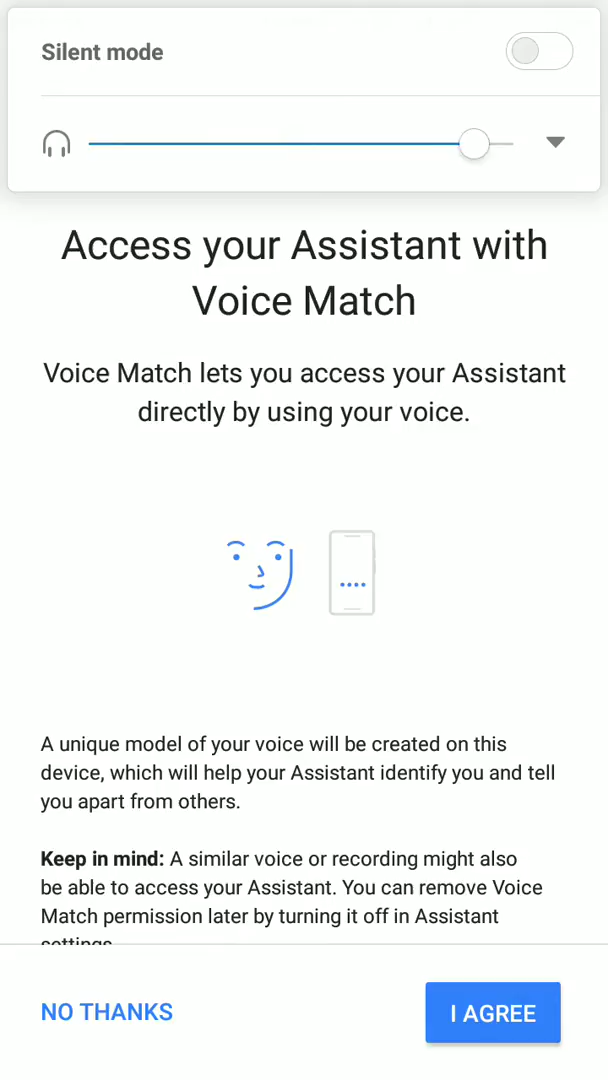 Silent mode
Access your Assistant with
Voice Match
Voice Match lets you access your Assistant
directly by using your voice.
A unique model of your voice will be created on this
device, which will help your Assistant identify you and tell
you apart from others.
Keep in mind: A similar voice or recording might also
be able to access your Assistant. You can remove Voice
Match permission later by turning it off in Assistant
settings.
NO THANKS
I AGREE